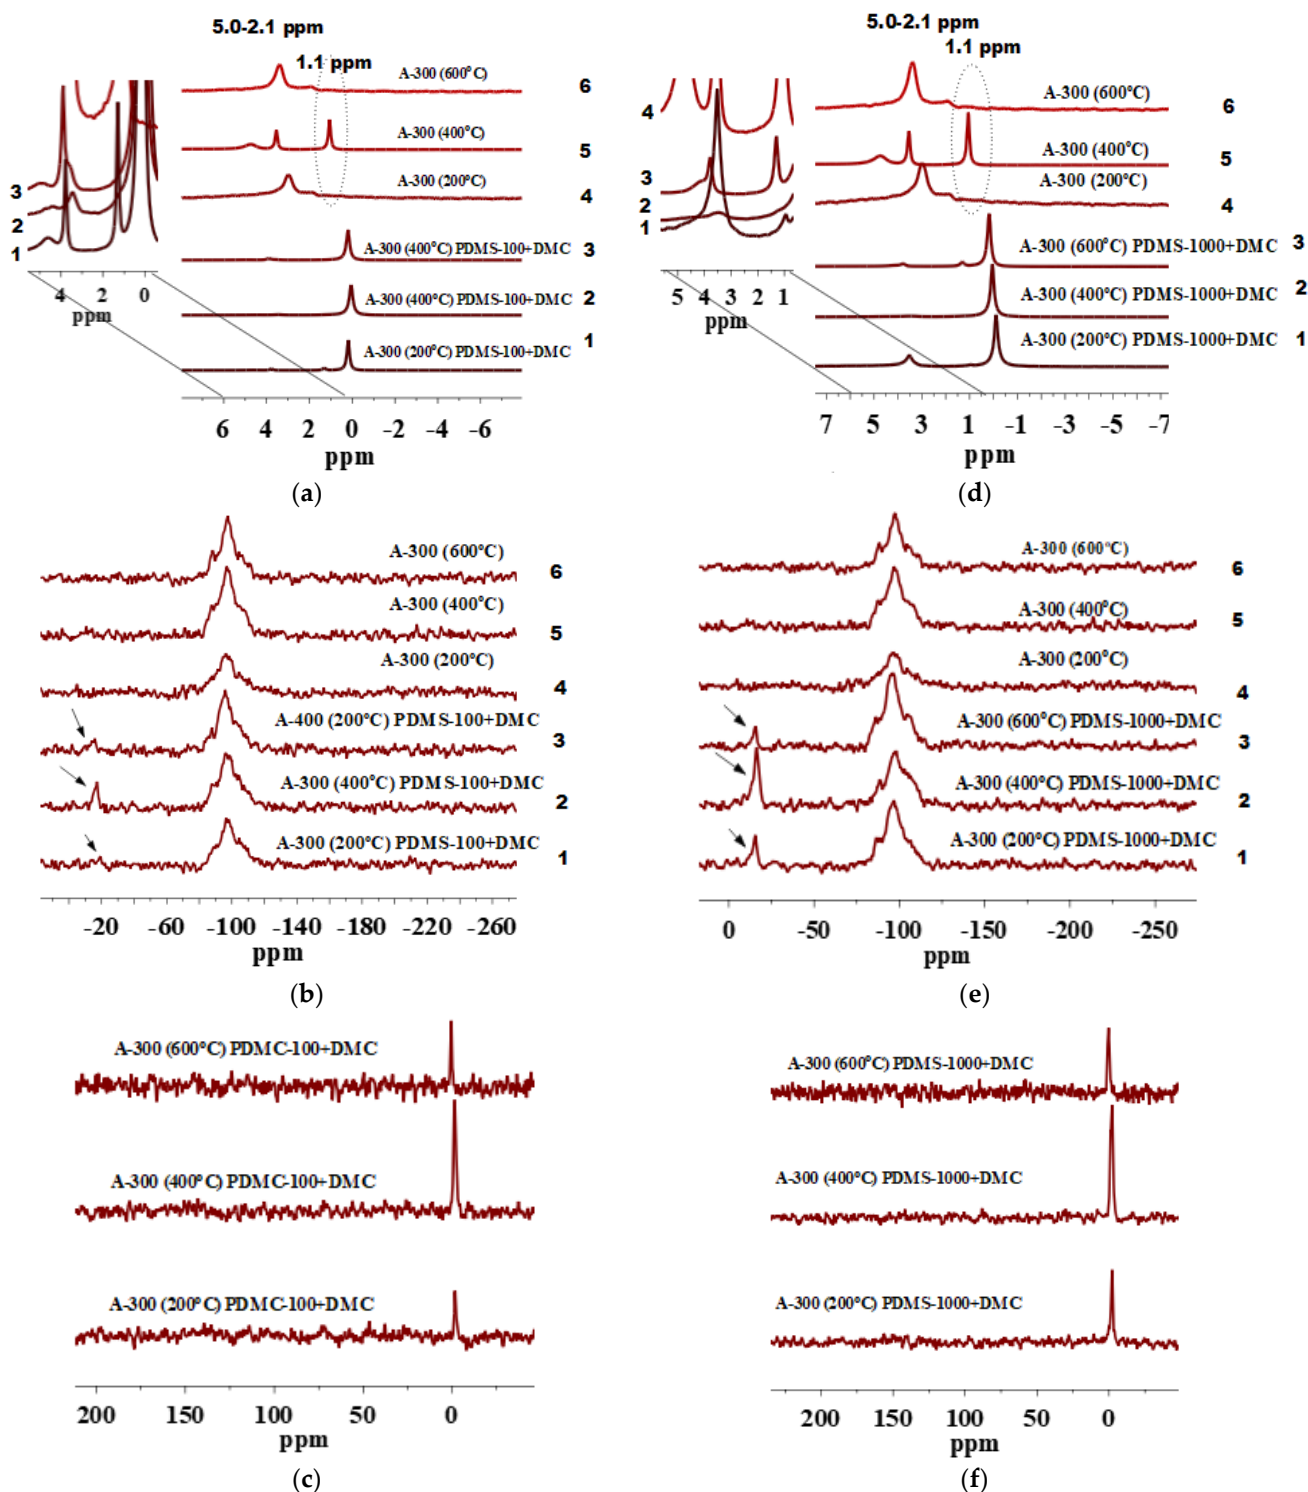 5.0-2.1 ppm
1.1 ppm
A-300 (600°C)
6
A-300 (400°C)
5
A-300 (200°C)
4
A-300 (400°C) PDMS-100+DMC
3
A-300 (400°C) PDMS-100+DMC
2
A-300 (200°C) PDMS-100+DMC
1
3
2
1
4 2 0
ppm
6 4 2 0 -2 -4 -6
ppm
(a)
5.0-2.1 ppm
1.1 ppm
A-300 (600°C)
6
A-300 (400°C)
5
A-300 (200°C)
4
A-300 (600°C) PDMS-1000+DMC
3
A-300 (400°C) PDMS-1000+DMC
2
A-300 (200°C) PDMS-1000+DMC
1
4
3
2
1
5 4 3 2 1
ppm
7 5 3 1 -1 -3 -5 -7
ppm
(d)
A-300 (600°C)
6
A-300 (400°C)
5
A-300 (200°C)
4
A-400 (200°C) PDMS-100+DMC
3
A-300 (400°C) PDMS-100+DMC
2
A-300 (200°C) PDMS-100+DMC
1
-20 -60 -100 -140 -180 -220 -260
ppm
(b)
A-300 (600°C)
6
A-300 (400°C)
5
A-300 (200°C)
4
A-300 (600°C) PDMS-1000+DMC
3
A-300 (400°C) PDMS-1000+DMC
2
A-300 (200°C) PDMS-1000+DMC
1
0 -50 -100 -150 -200 -250
ppm
(e)
A-300 (600°C) PDMC-100+DMC
A-300 (400°C) PDMC-100+DMC
A-300 (200°C) PDMC-100+DMC
200 150 100 50 0
ppm
(c)
A-300 (600°C) PDMS-1000+DMC
A-300 (400°C) PDMS-1000+DMC
A-300 (200°C) PDMS-1000+DMC
200 150 100 50 0
ppm
(f)